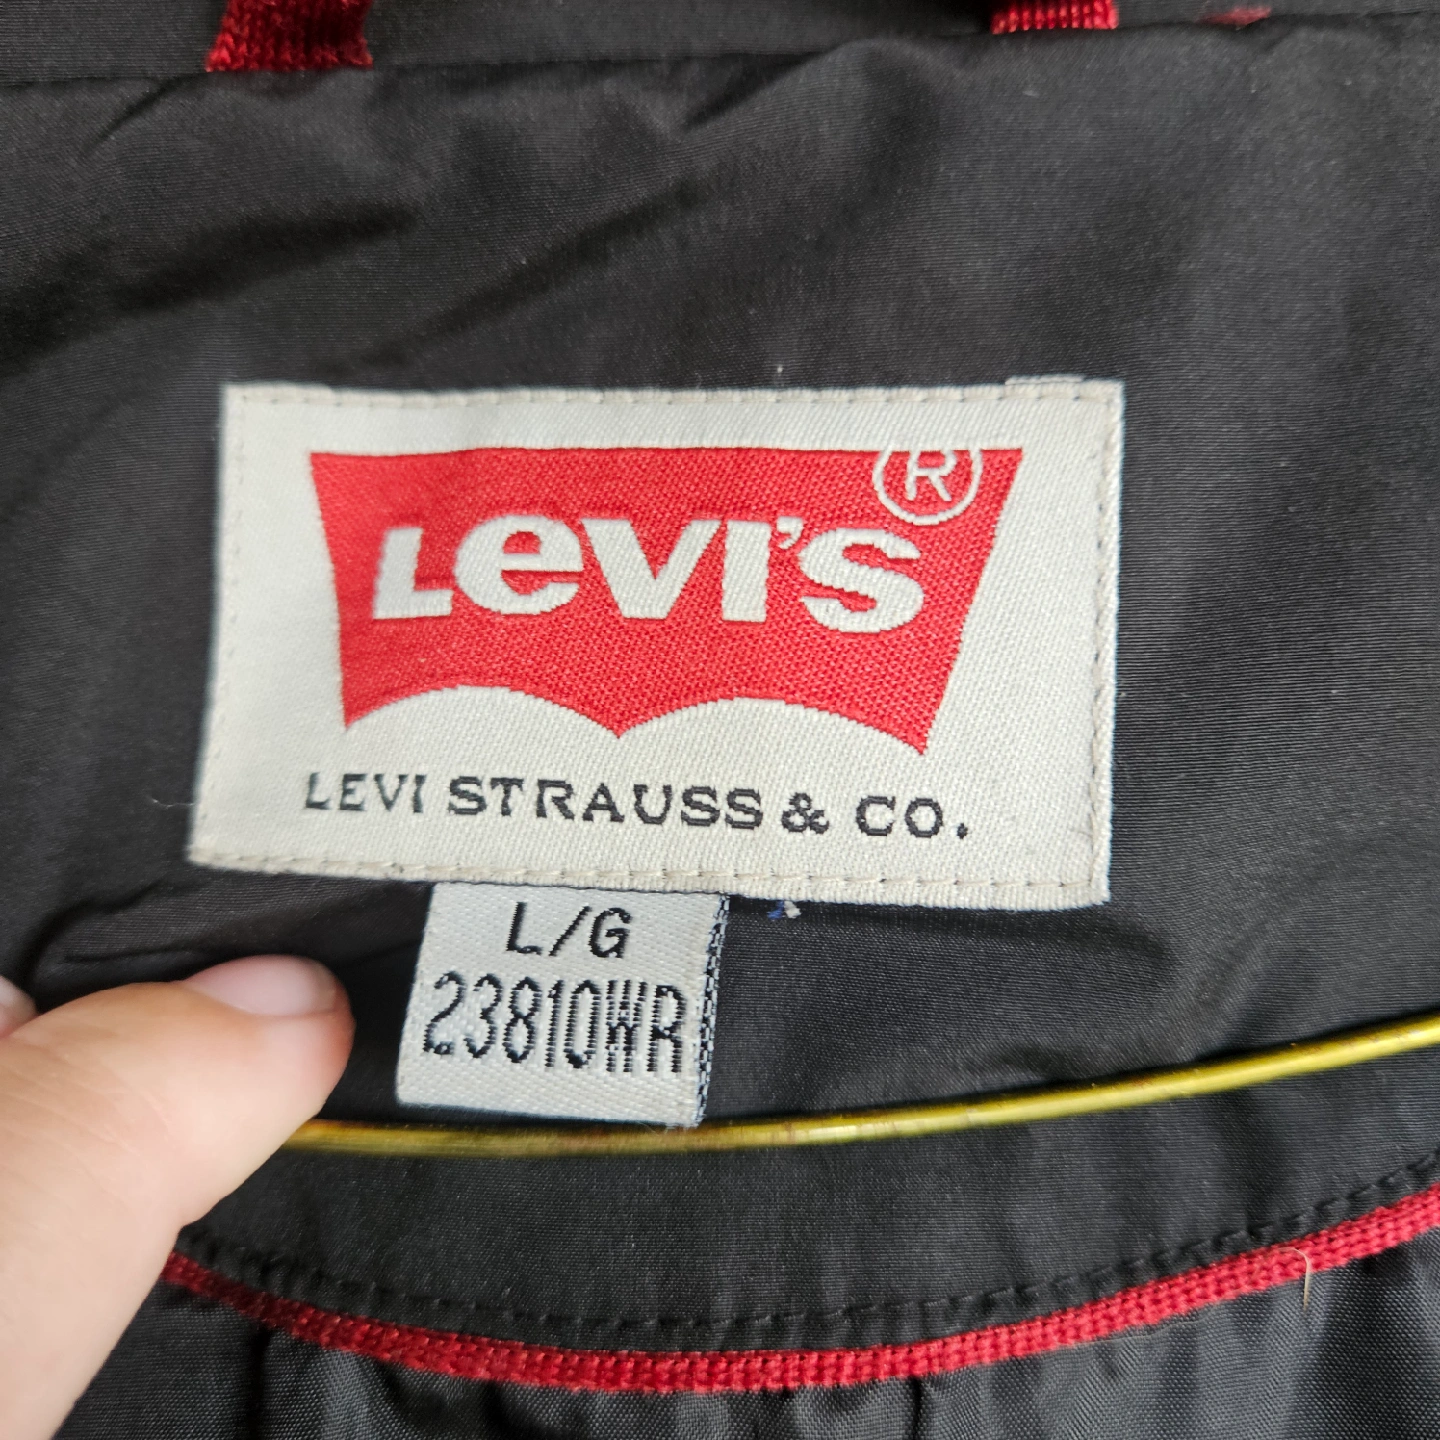 Levi's ®
LEVI STRAUSS & CO.
L/G
23810WR